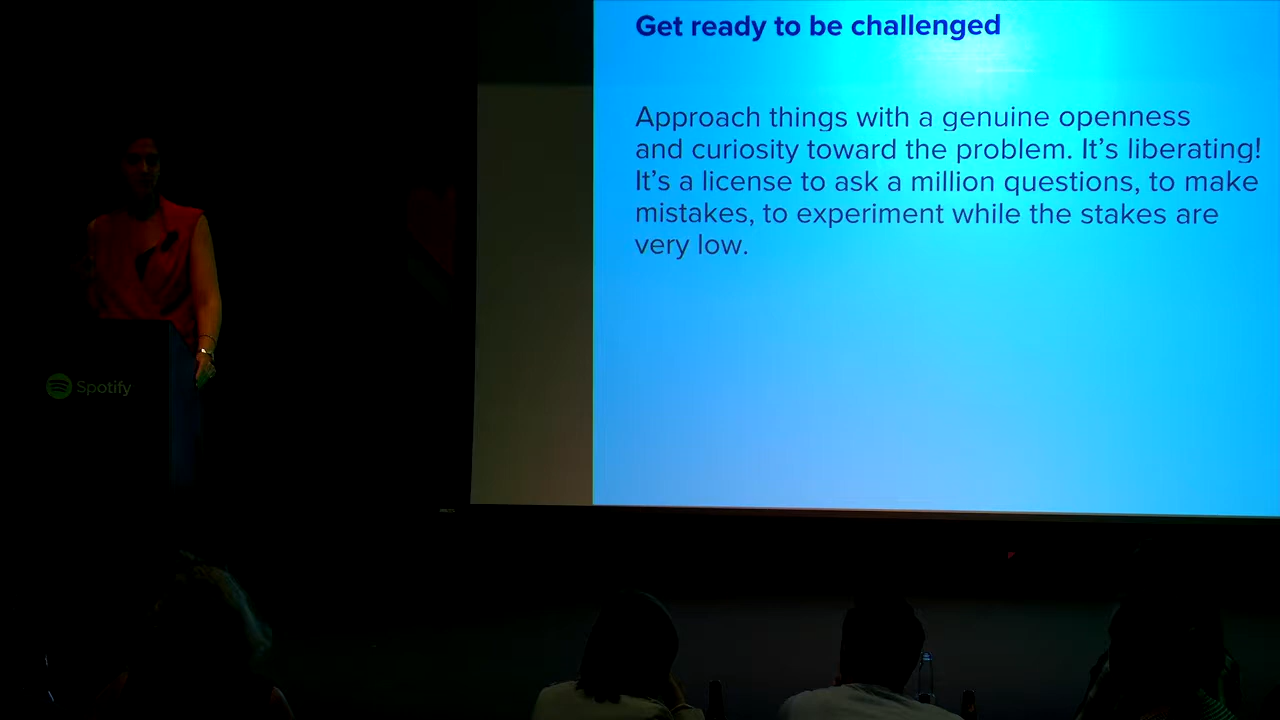 Get ready to be challenged
Approach things with a genuine openness
and curiosity toward the problem. It's liberating!
It's a license to ask a million questions, to make
mistakes, to experiment while the stakes are
very low.
Spotify